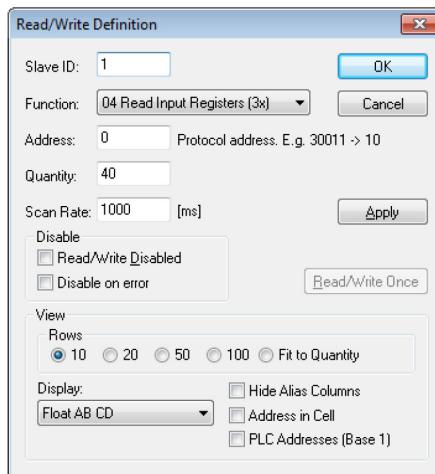 Read/Write Definition
Slave ID: 1 OK
Function: 04 Read Input Registers (3x) Cancel
Address: 0 Protocol address. E.g. 30011 -> 10
Quantity: 40
Scan Rate: 1000 [ms] Apply
Disable
Read/Write Disabled
Disable on error Read/Write Once
View
Rows
10 20 50 100 Fit to Quantity
Display: Hide Alias Columns
Float AB CD Address in Cell
PLC Addresses (Base 1)